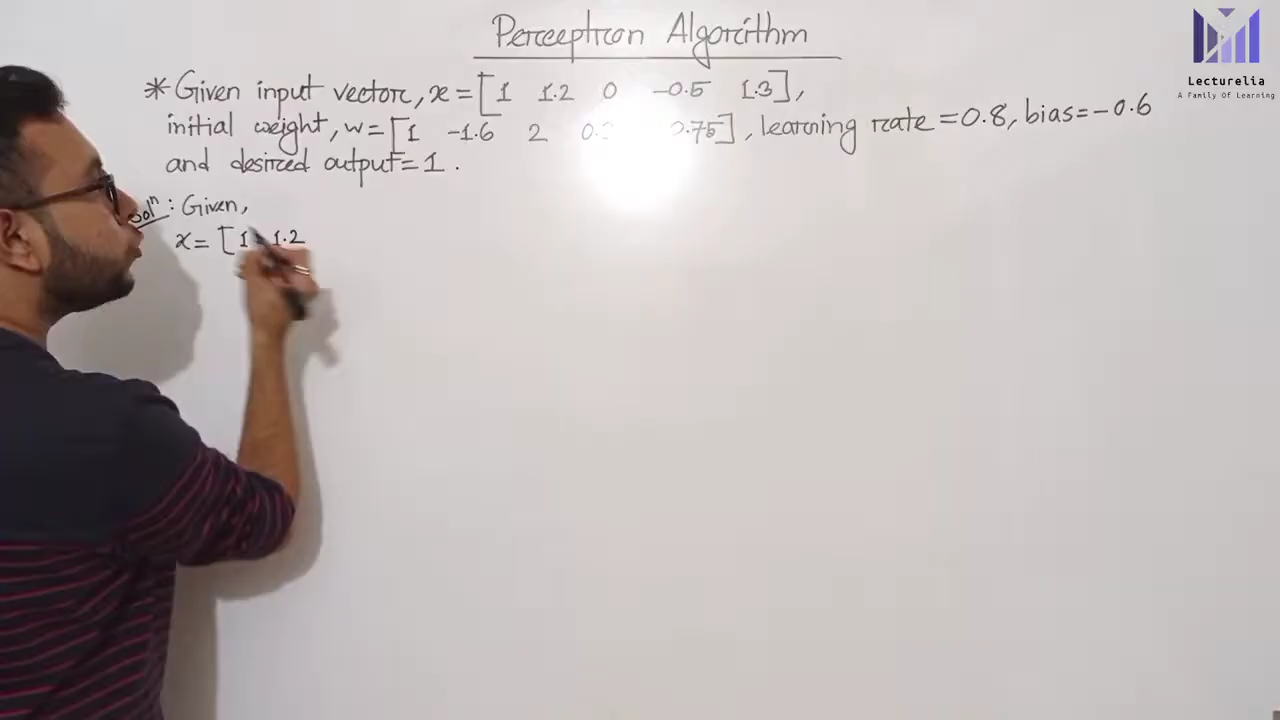 Perceptron Algorithm
*Given input vector, x = [1 1.2 0 -0.5 1.3],
initial weight, w = [1 -1.6 2 ], learning rate = 0.8, bias = -0.6
and desired output = 1.
Solⁿ: Given,
x = [1 1.2
Lecturelia
A Family Of Learning